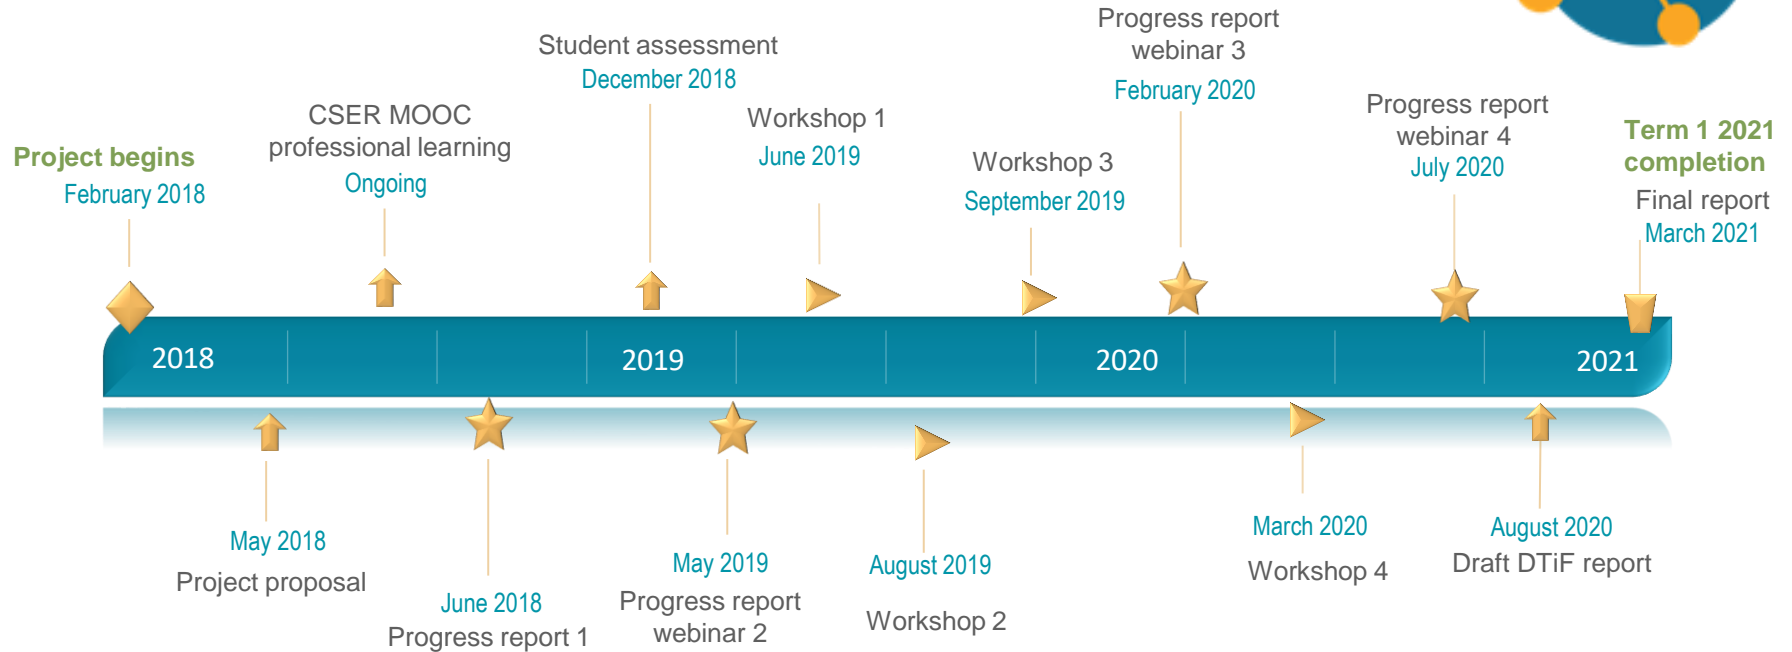 Project begins
February 2018
CSER MOOC
professional learning
Ongoing
Student assessment
December 2018
Workshop 1
June 2019
Workshop 3
September 2019
Progress report
webinar 3
February 2020
Progress report
webinar 4
July 2020
Term 1 2021
completion
Final report
March 2021
2018
2019
2020
2021
May 2018
Project proposal
June 2018
Progress report 1
May 2019
Progress report
webinar 2
August 2019
Workshop 2
March 2020
Workshop 4
August 2020
Draft DTiF report